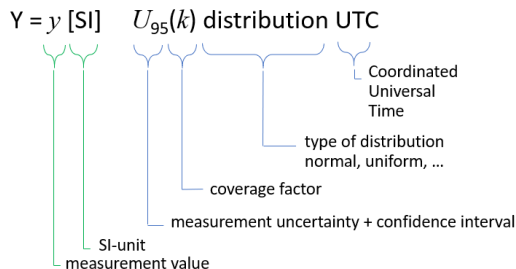 Y = y [SI] U95(k) distribution UTC
Coordinated
Universal
Time
type of distribution
normal, uniform, ...
coverage factor
measurement uncertainty + confidence interval
SI-unit
measurement value